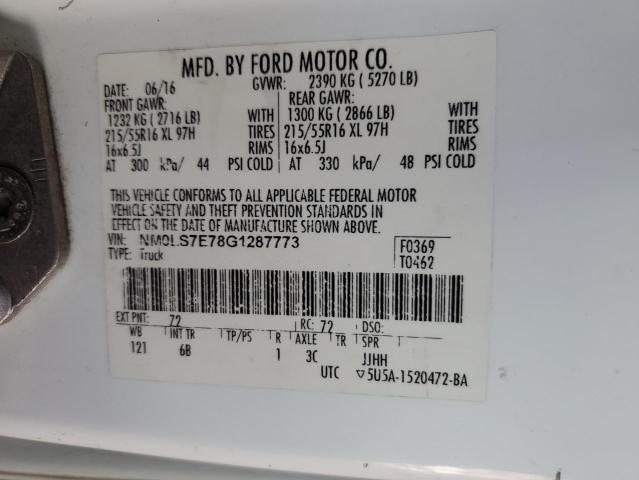 MFD. BY FORD MOTOR CO.
DATE: 06/16 GVWR: 2390 KG ( 5270 LB)
FRONT GAWR: REAR GAWR:
1232 KG ( 2716 LB) WITH 1300 KG ( 2866 LB) WITH
215/55R16 XL 97H TIRES 215/55R16 XL 97H TIRES
16x6.5J RIMS 16x6.5J RIMS
AT 300 kPa/ 44 PSI COLD AT 330 kPa/ 48 PSI COLD
THIS VEHICLE CONFORMS TO ALL APPLICABLE FEDERAL MOTOR
VEHICLE SAFETY AND THEFT PREVENTION STANDARDS IN
EFFECT ON THE DATE OF MANUFACTURE SHOWN ABOVE.
VIN: NM0LS7E78G1287773 F0369
TYPE: Truck T0462
EXT PNT: 72 RC: 72 DSO:
WB INT TR TP/PS R AXLE TR SPR
121 6B 1 3C JJHH
UTC ▽5U5A-1520472-BA